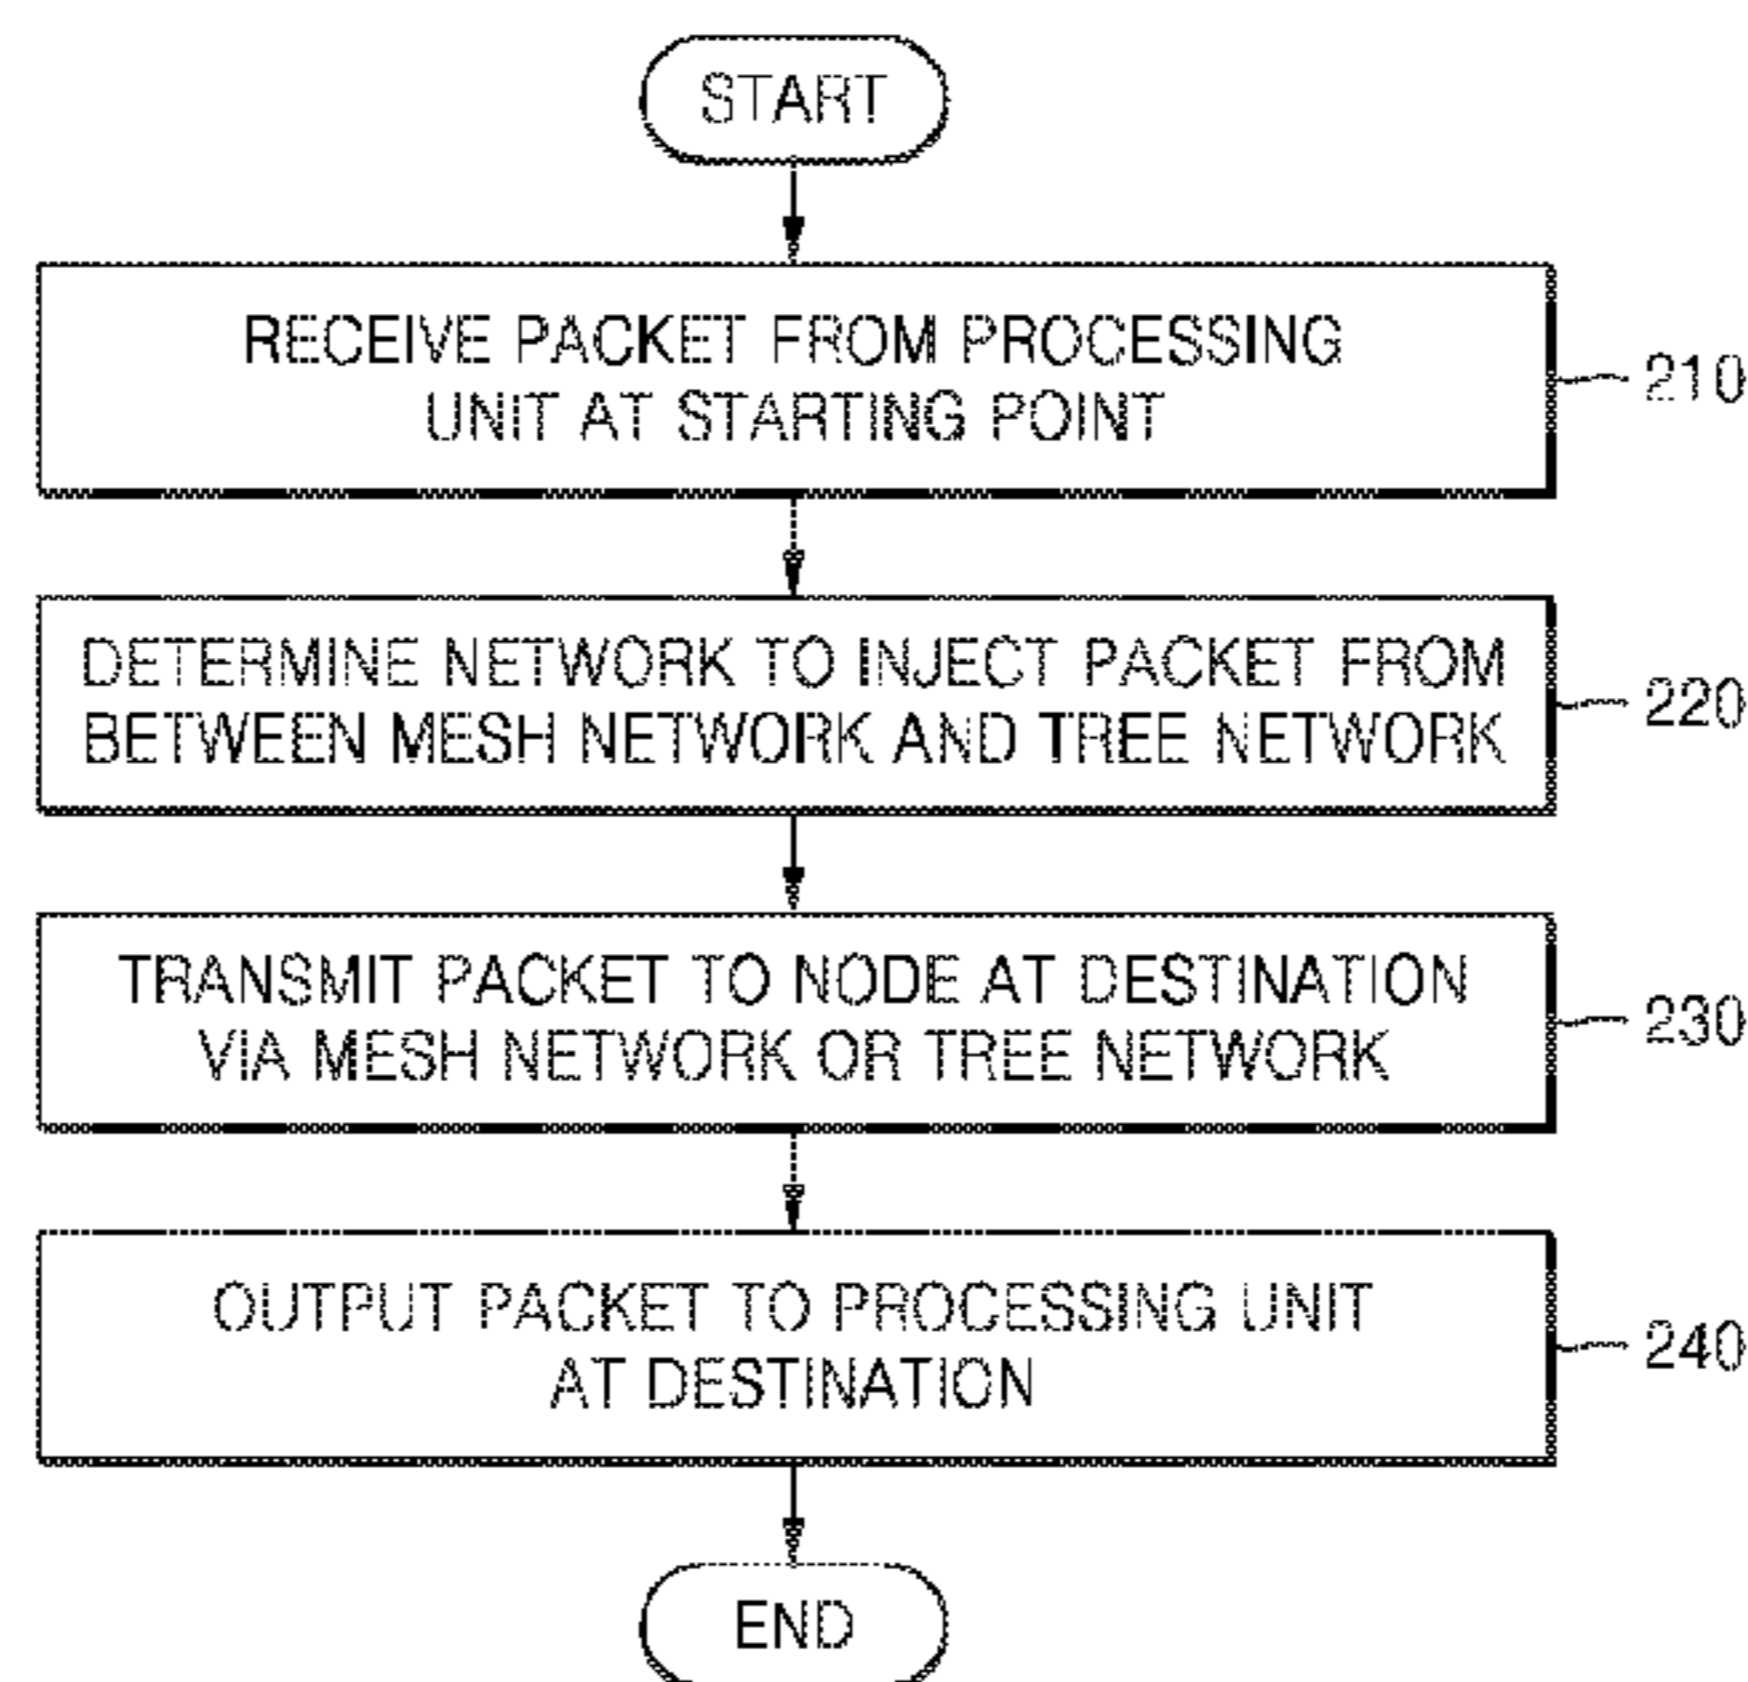 START
RECEIVE PACKET FROM PROCESSING
UNIT AT STARTING POINT
210
DETERMINE NETWORK TO INJECT PACKET FROM
BETWEEN MESH NETWORK AND TREE NETWORK
220
TRANSMIT PACKET TO NODE AT DESTINATION
VIA MESH NETWORK OR TREE NETWORK
230
OUTPUT PACKET TO PROCESSING UNIT
AT DESTINATION
240
END